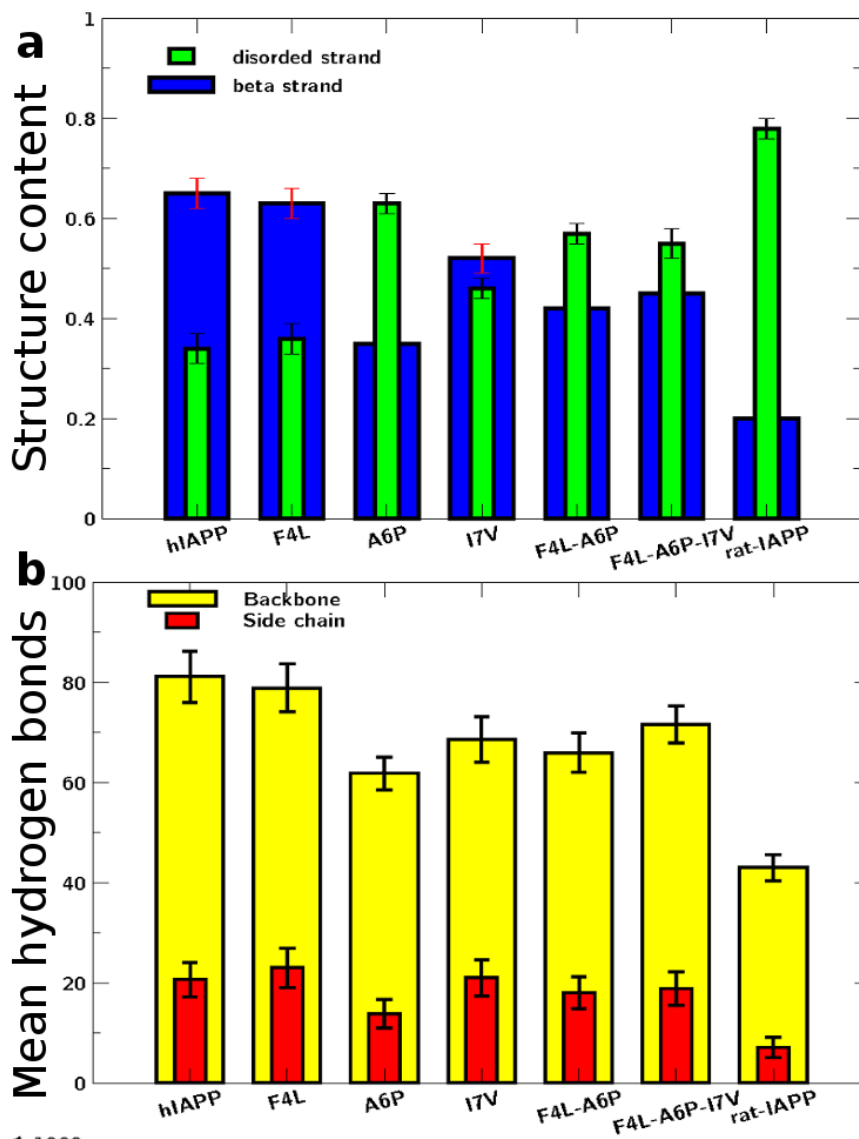 a
Structure content
1
0.8
0.6
0.4
0.2
0
disorded strand
beta strand
hIAPP
F4L
A6P
I7V
F4L-A6P
F4L-A6P-I7V
rat-IAPP
b
Mean hydrogen bonds
100
80
60
40
20
0
Backbone
Side chain
hIAPP
F4L
A6P
I7V
F4L-A6P
F4L-A6P-I7V
rat-IAPP